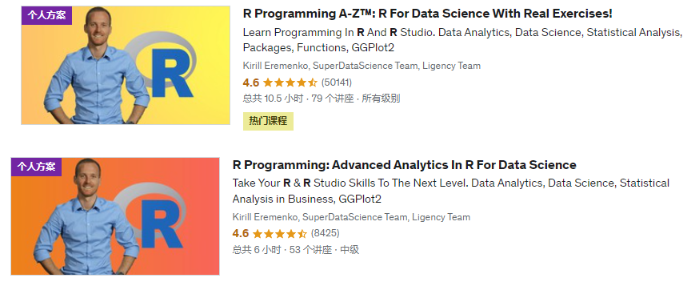 个人方案
R
R Programming A-Z™: R For Data Science With Real Exercises!
Learn Programming In R And R Studio. Data Analytics, Data Science, Statistical Analysis,
Packages, Functions, GGPlot2
Kirill Eremenko, SuperDataScience Team, Ligency Team
4.6 (50141)
总共 10.5 小时 · 79 个讲座 · 所有级别
热门课程
个人方案
R
R Programming: Advanced Analytics In R For Data Science
Take Your R & R Studio Skills To The Next Level. Data Analytics, Data Science, Statistical
Analysis in Business, GGPlot2
Kirill Eremenko, SuperDataScience Team, Ligency Team
4.6 (8425)
总共 6 小时 · 53 个讲座 · 中级